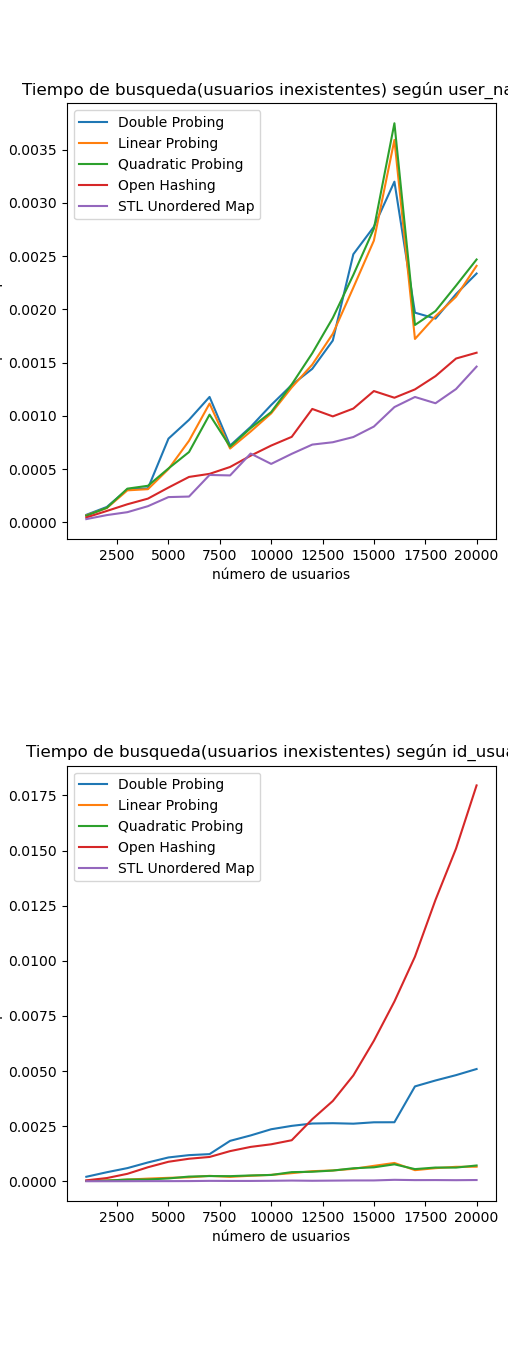 Tiempo de busqueda(usuarios inexistentes) según user_na
Double Probing
Linear Probing
Quadratic Probing
Open Hashing
STL Unordered Map
0.0035
0.0030
0.0025
0.0020
0.0015
0.0010
0.0005
0.0000
2500 5000 7500 10000 12500 15000 17500 20000
número de usuarios
Tiempo de busqueda(usuarios inexistentes) según id_usua
Double Probing
Linear Probing
Quadratic Probing
Open Hashing
STL Unordered Map
0.0175
0.0150
0.0125
0.0100
0.0075
0.0050
0.0025
0.0000
2500 5000 7500 10000 12500 15000 17500 20000
número de usuarios